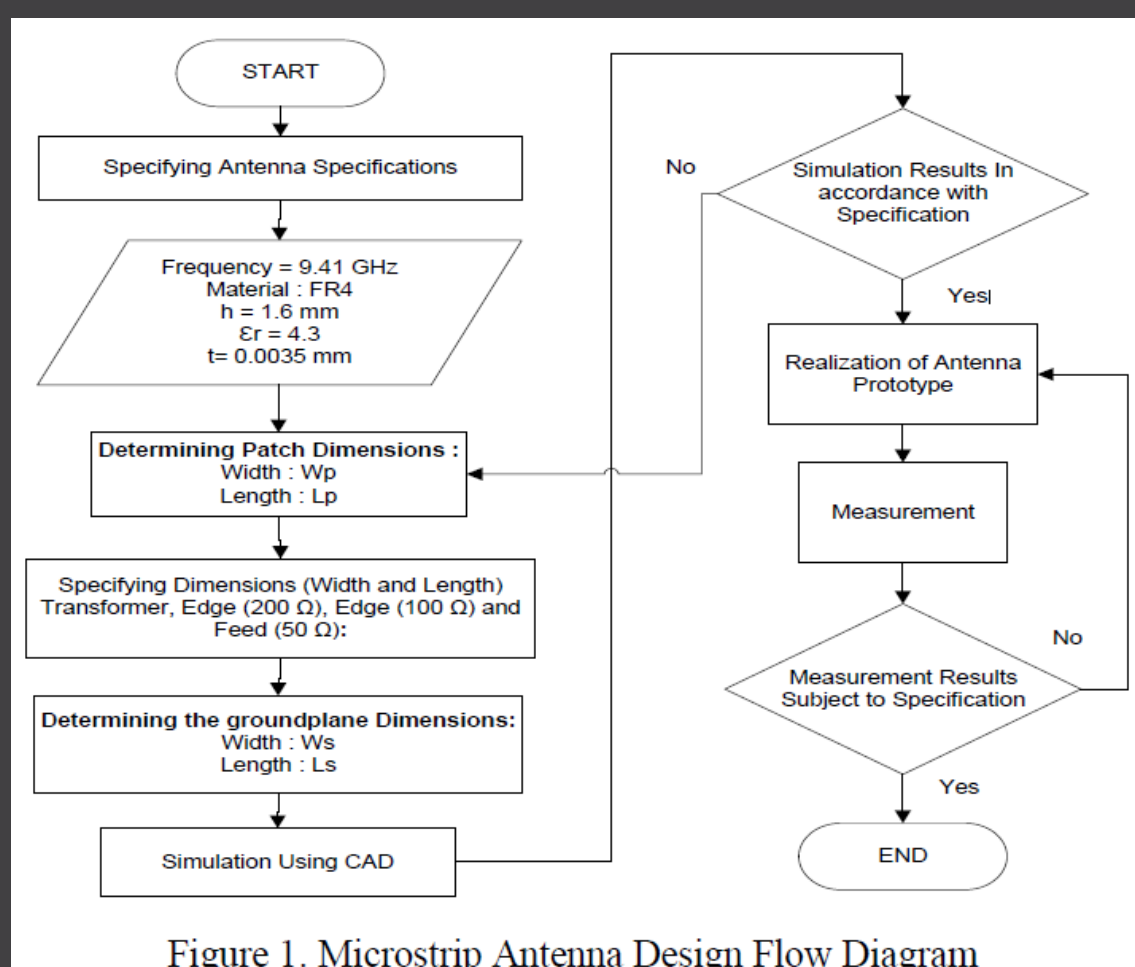 START
Specifying Antenna Specifications
Frequency = 9.41 GHz
Material : FR4
h = 1.6 mm
Ɛr = 4.3
t= 0.0035 mm
Determining Patch Dimensions :
Width : Wp
Length : Lp
Specifying Dimensions (Width and Length)
Transformer, Edge (200 Ω), Edge (100 Ω) and
Feed (50 Ω):
Determining the groundplane Dimensions:
Width : Ws
Length : Ls
Simulation Using CAD
Simulation Results In
accordance with
Specification
No
Yes
Realization of Antenna
Prototype
Measurement
Measurement Results
Subject to Specification
No
Yes
END
Figure 1. Microstrip Antenna Design Flow Diagram